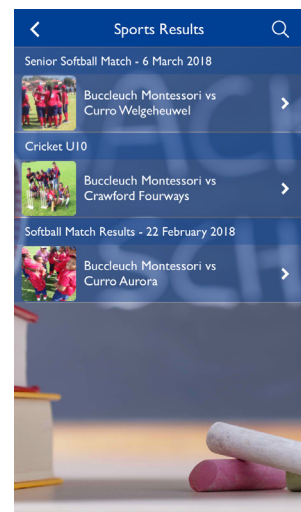 Sports Results
Senior Softball Match - 6 March 2018
Buccleuch Montessori vs
Curro Welgeheuwel
Cricket U10
Buccleuch Montessori vs
Crawford Fourways
Softball Match Results - 22 February 2018
Buccleuch Montessori vs
Curro Aurora